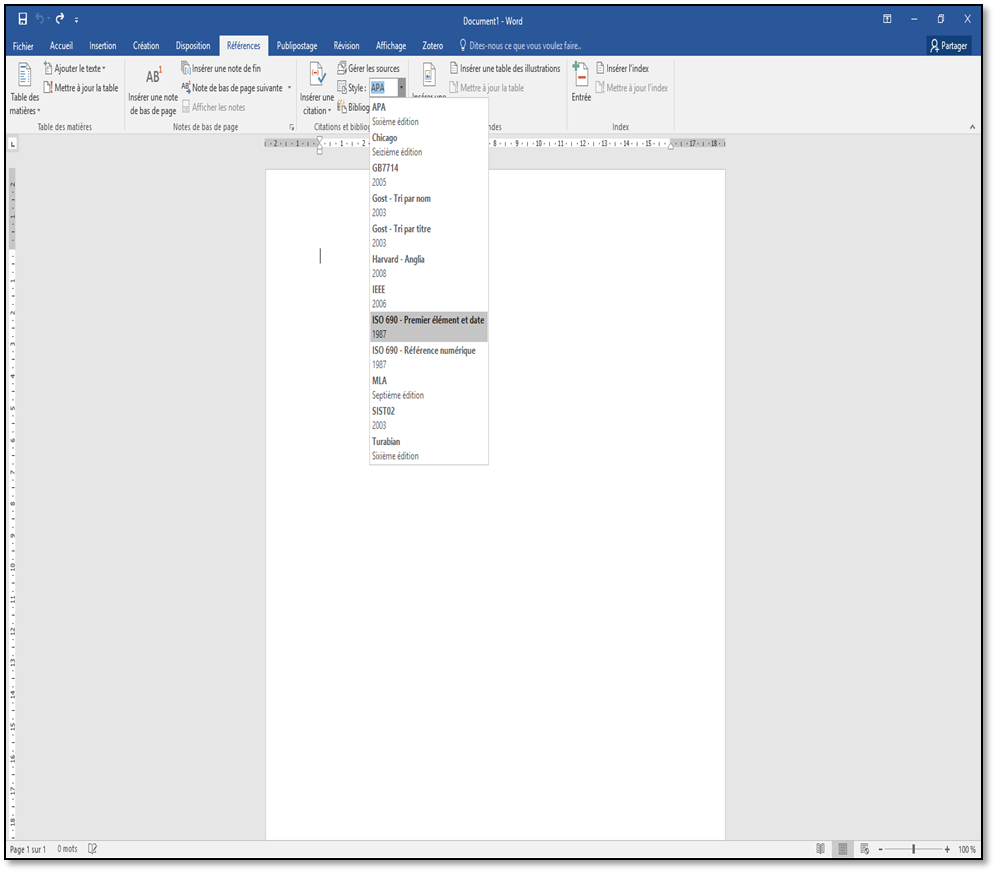 Document1 - Word
Fichier Accueil Insertion Création Disposition Références Publipostage Révision Affichage Zotero Dites-nous ce que vous voulez faire.. Partager
Table des matières
Ajouter le texte
Mettre à jour la table
Table des matières
AB1
Insérer une note de bas de page
Insérer une note de fin
Note de bas de page suivante
Afficher les notes
Notes de bas de page
Insérer une citation
Gérer les sources
Style : APA
Bibliog
Citations et bibliog
Insérer une table des illustrations
Mettre à jour la table
Entrée
Insérer l'index
Mettre à jour l'index
Index
APA
Sixième édition
Chicago
Seizième édition
GB7714
2005
Gost - Tri par nom
2003
Gost - Tri par titre
2003
Harvard - Anglia
2008
IEEE
2006
ISO 690 - Premier élément et date
1987
ISO 690 - Référence numérique
1987
MLA
Septième édition
SIST02
2003
Turabian
Sixième édition
Page 1 sur 1 0 mots 100 %